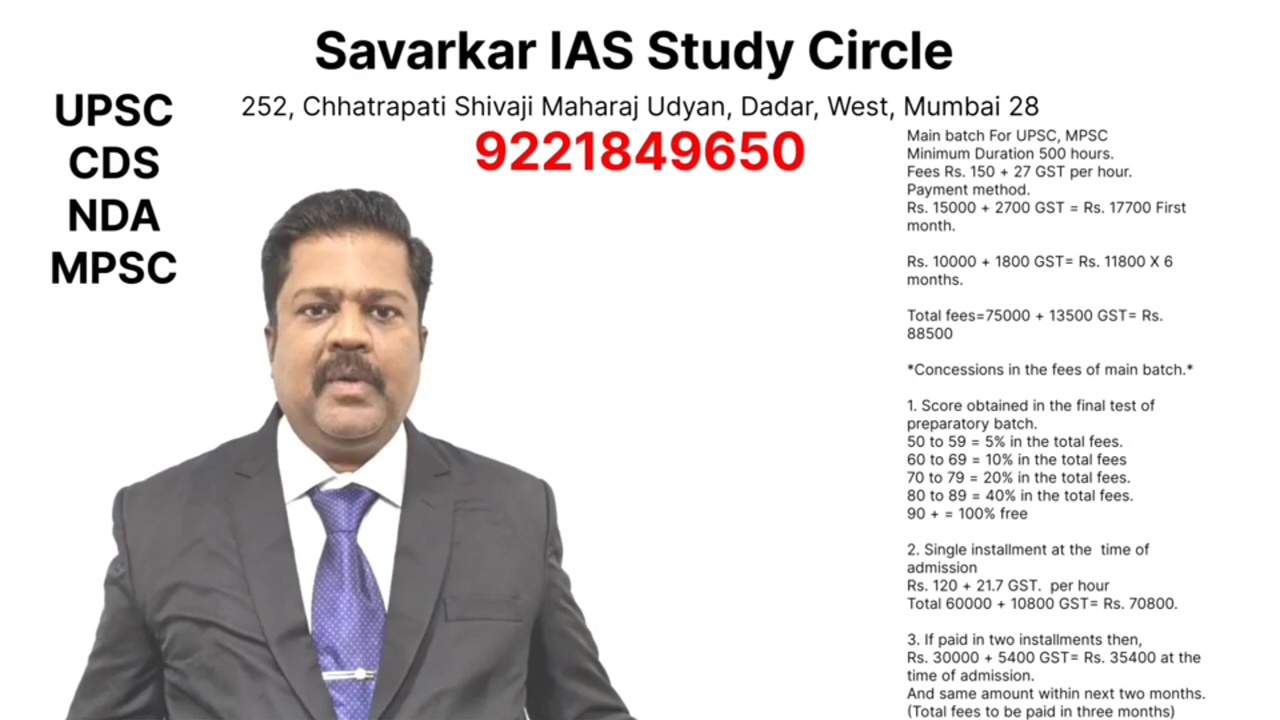 Savarkar IAS Study Circle
252, Chhatrapati Shivaji Maharaj Udyan, Dadar, West, Mumbai 28
9221849650
UPSC
CDS
NDA
MPSC
Main batch For UPSC, MPSC
Minimum Duration 500 hours.
Fees Rs. 150 + 27 GST per hour.
Payment method.
Rs. 15000 + 2700 GST = Rs. 17700 First
month.
Rs. 10000 + 1800 GST= Rs. 11800 X 6
months.
Total fees=75000 + 13500 GST= Rs.
88500
*Concessions in the fees of main batch.*
1. Score obtained in the final test of
preparatory batch.
50 to 59 = 5% in the total fees.
60 to 69 = 10% in the total fees
70 to 79 = 20% in the total fees.
80 to 89 = 40% in the total fees.
90 + = 100% free
2. Single installment at the  time of
admission
Rs. 120 + 21.7 GST.  per hour
Total 60000 + 10800 GST= Rs. 70800.
3. If paid in two installments then,
Rs. 30000 + 5400 GST= Rs. 35400 at the
time of admission.
And same amount within next two months.
(Total fees to be paid in three months)